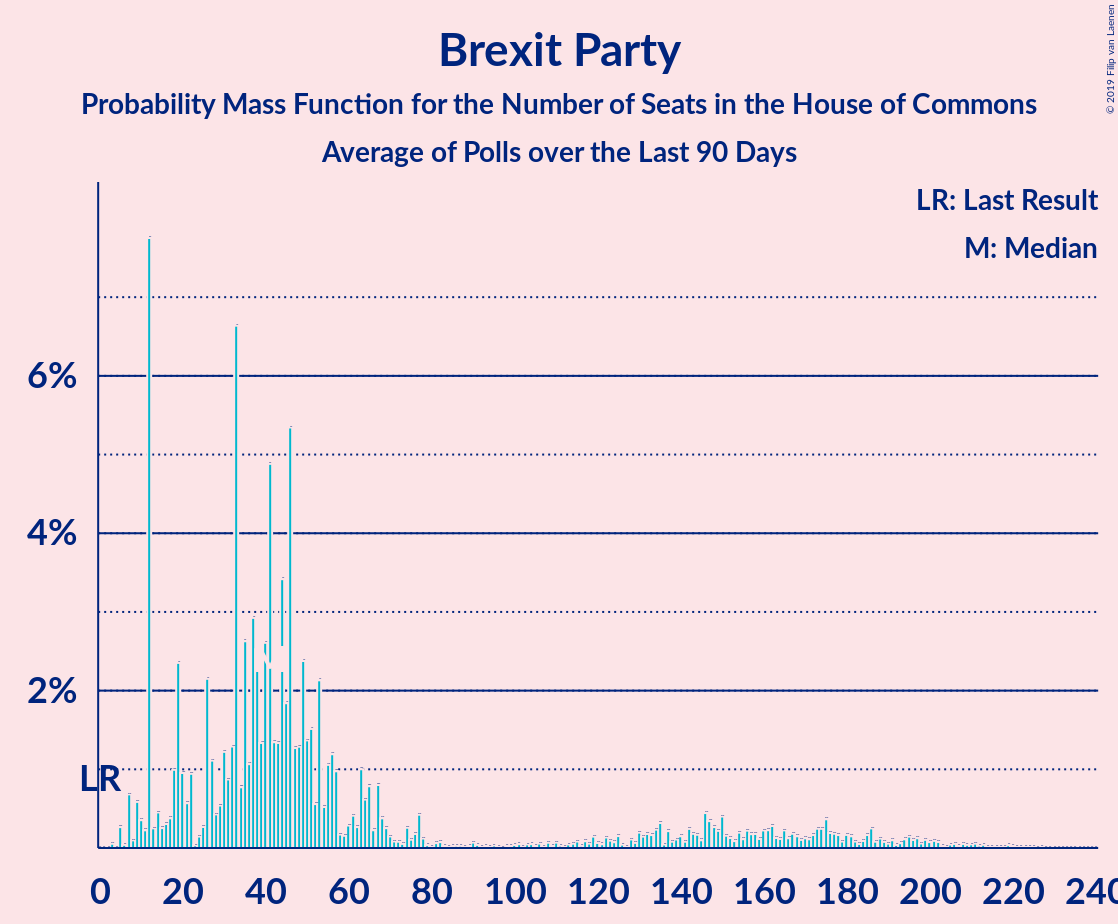 Brexit Party
Probability Mass Function for the Number of Seats in the House of Commons
Average of Polls over the Last 90 Days
© 2019 Filip van Laenen
LR: Last Result
M: Median
6%
4%
2%
LR
0 20 40 60 80 100 120 140 160 180 200 220 240